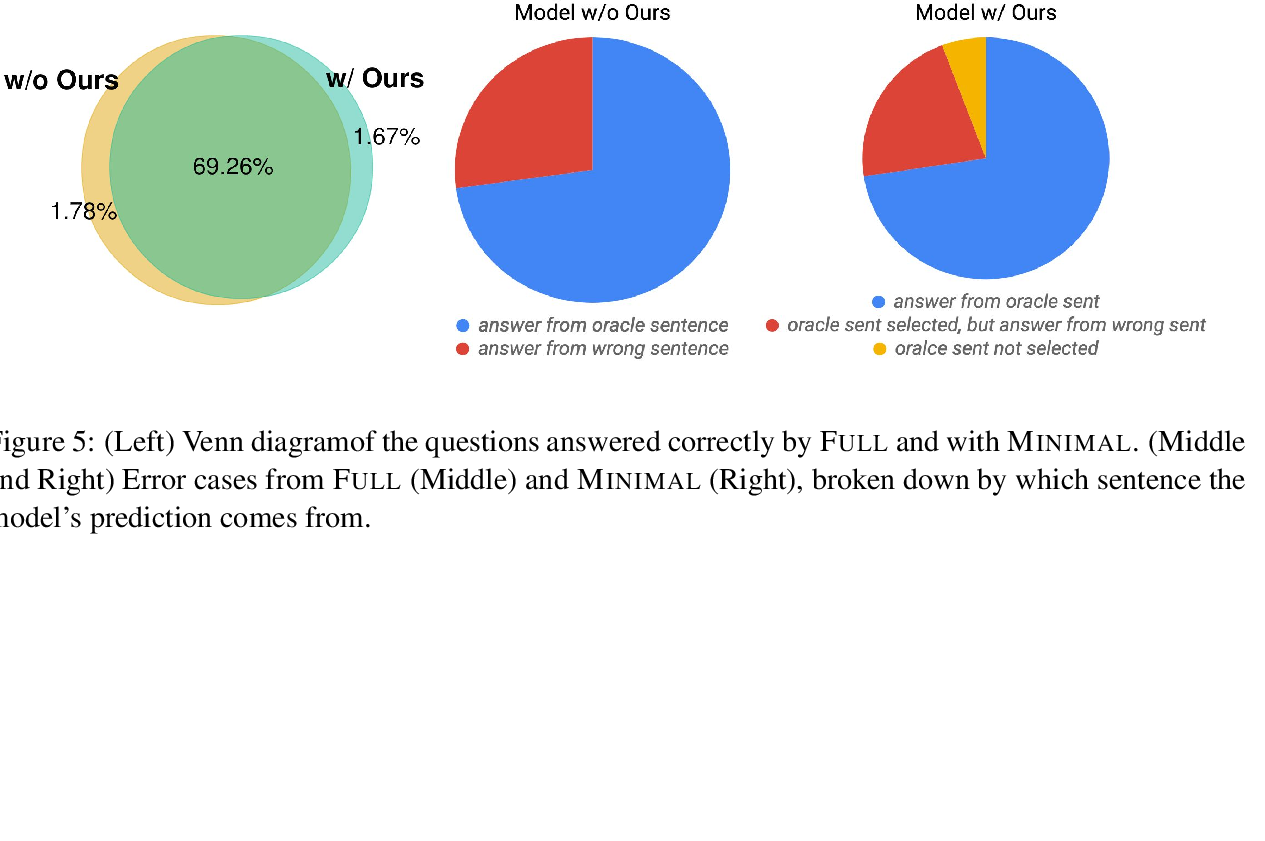 Model w/o Ours
Model w/ Ours
w/o Ours
w/ Ours
1.67%
69.26%
1.78%
answer from oracle sentence
answer from wrong sentence
answer from oracle sent
oracle sent selected, but answer from wrong sent
oralce sent not selected
igure 5: (Left) Venn diagramof the questions answered correctly by FULL and with MINIMAL. (Middle
nd Right) Error cases from FULL (Middle) and MINIMAL (Right), broken down by which sentence the
nodel's prediction comes from.